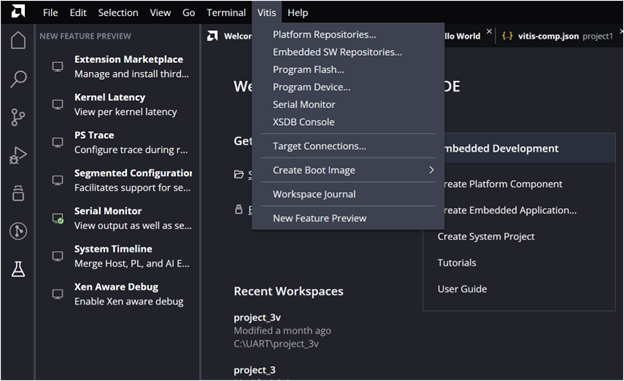 File Edit Selection View Go Terminal Vitis Help
NEW FEATURE PREVIEW
Extension Marketplace
Manage and install third...
Kernel Latency
View per kernel latency
PS Trace
Configure trace during r...
Segmented Configuration
Facilitates support for se...
Serial Monitor
View output as well as se...
System Timeline
Merge Host, PL, and AI E...
Xen Aware Debug
Enable Xen aware debug
Platform Repositories...
Embedded SW Repositories...
Program Flash...
Program Device...
Serial Monitor
XSDB Console
Target Connections...
Create Boot Image
Workspace Journal
New Feature Preview
Welcom
llo World
{..} vitis-comp.json project1
We
DE
Get
Recent Workspaces
project_3v
Modified a month ago
C:\UART\project_3v
project_3
mbedded Development
reate Platform Component
reate Embedded Application...
Create System Project
Tutorials
User Guide